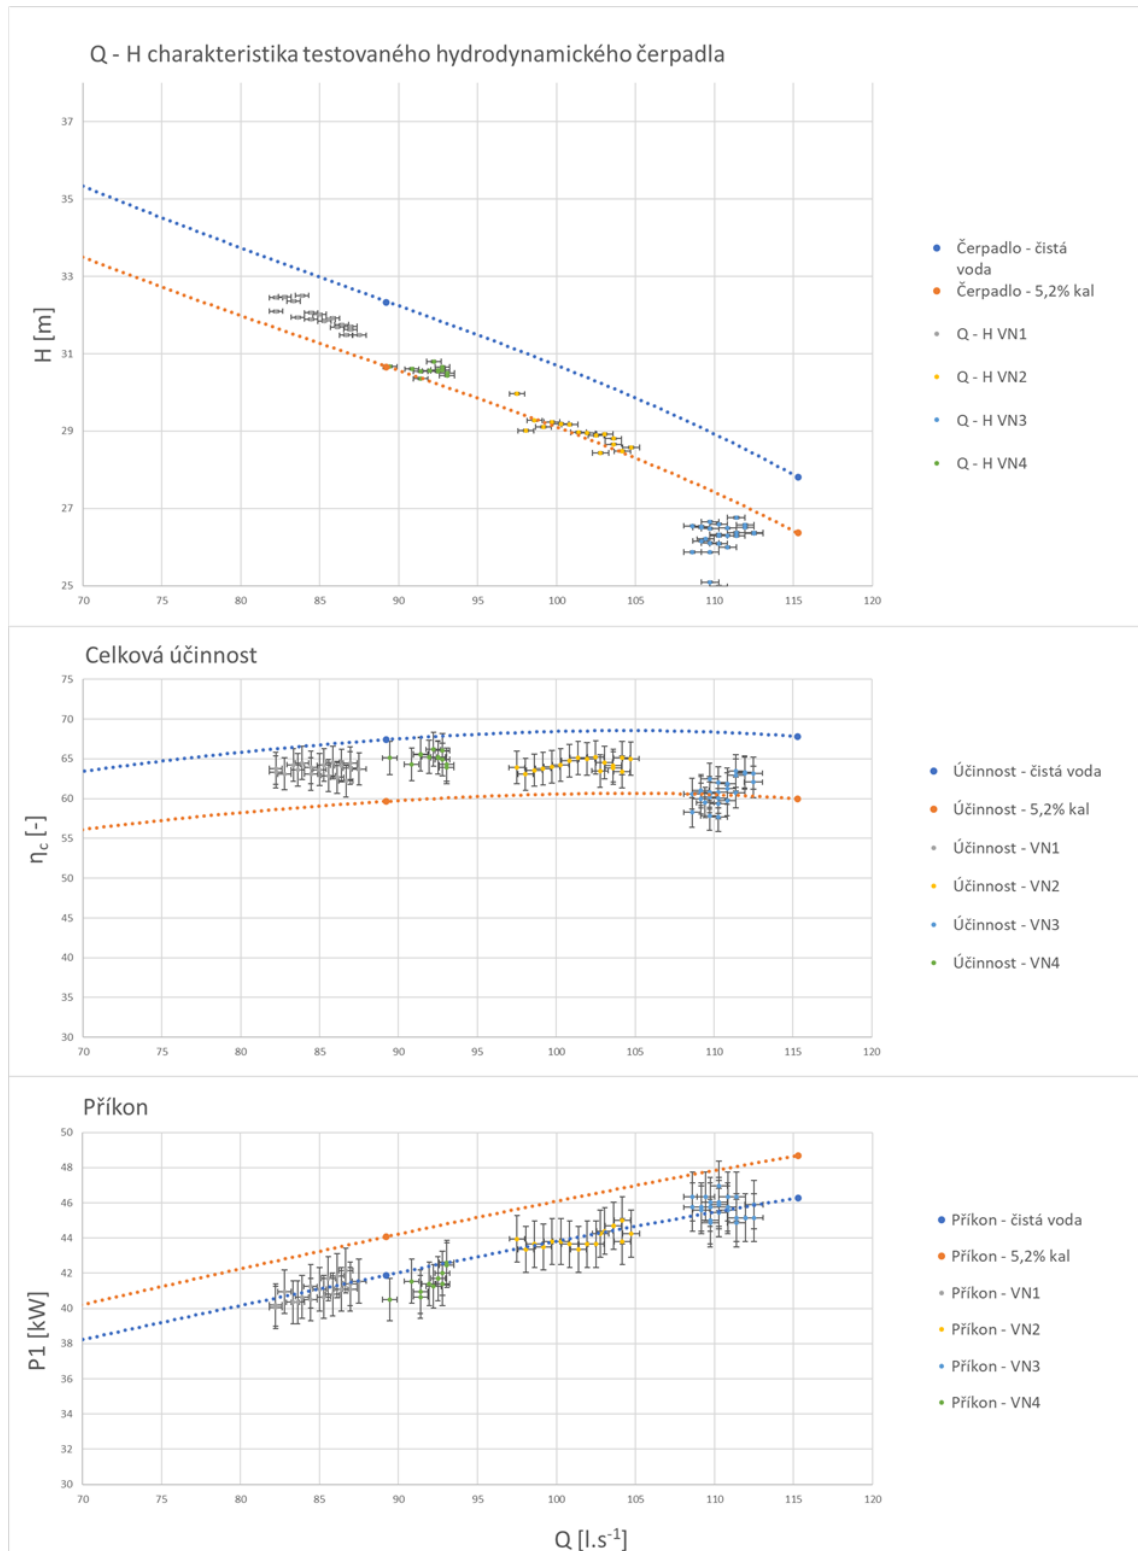 Q - H charakteristika testovaného hydrodynamického čerpadla
H [m]
37
35
33
31
29
27
25
70
75
80
85
90
95
100
105
110
115
120
Čerpadlo - čistá
voda
Čerpadlo - 5,2% kal
Q - H VN1
Q - H VN2
Q - H VN3
Q - H VN4
Celková účinnost
ηc [-]
75
70
65
60
55
50
45
40
35
30
70
75
80
85
90
95
100
105
110
115
120
Účinnost - čistá voda
Účinnost - 5,2% kal
Účinnost - VN1
Účinnost - VN2
Účinnost - VN3
Účinnost - VN4
Příkon
P1 [kW]
50
48
46
44
42
40
38
36
34
32
30
70
75
80
85
90
95
100
105
110
115
120
Q [l.s⁻¹]
Příkon - čistá voda
Příkon - 5,2% kal
Příkon - VN1
Příkon - VN2
Příkon - VN3
Příkon - VN4